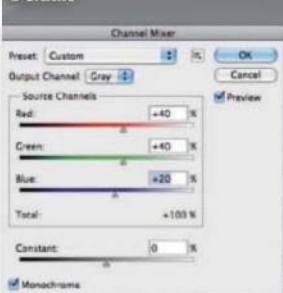 Channel Mixer
Preset: Custom OK
Output Channel: Gray Cancel
Source Channels Preview
Red: +40 %
Green: +40 %
Blue: +20 %
Total: +100 %
Constant: 0 %
Monochrome